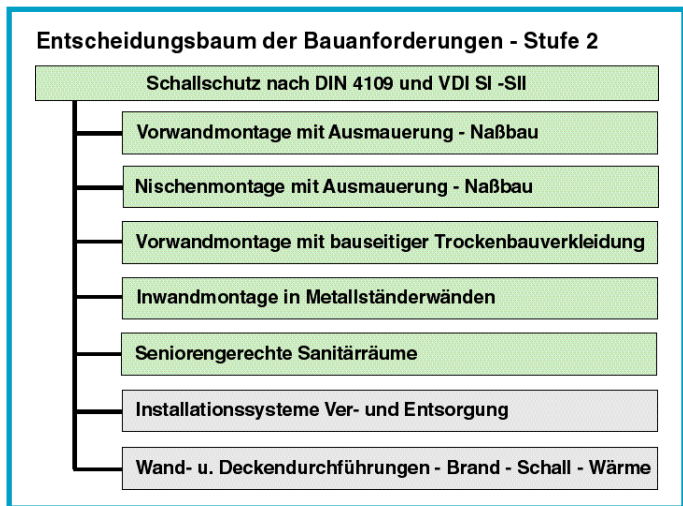 Entscheidungsbaum der Bauanforderungen - Stufe 2
Schallschutz nach DIN 4109 und VDI SI -SII
Vorwandmontage mit Ausmauerung - Naßbau
Nischenmontage mit Ausmauerung - Naßbau
Vorwandmontage mit bauseitiger Trockenbauverkleidung
Inwandmontage in Metallständerwänden
Seniorengerechte Sanitärräume
Installationssysteme Ver- und Entsorgung
Wand- u. Deckendurchführungen - Brand - Schall - Wärme